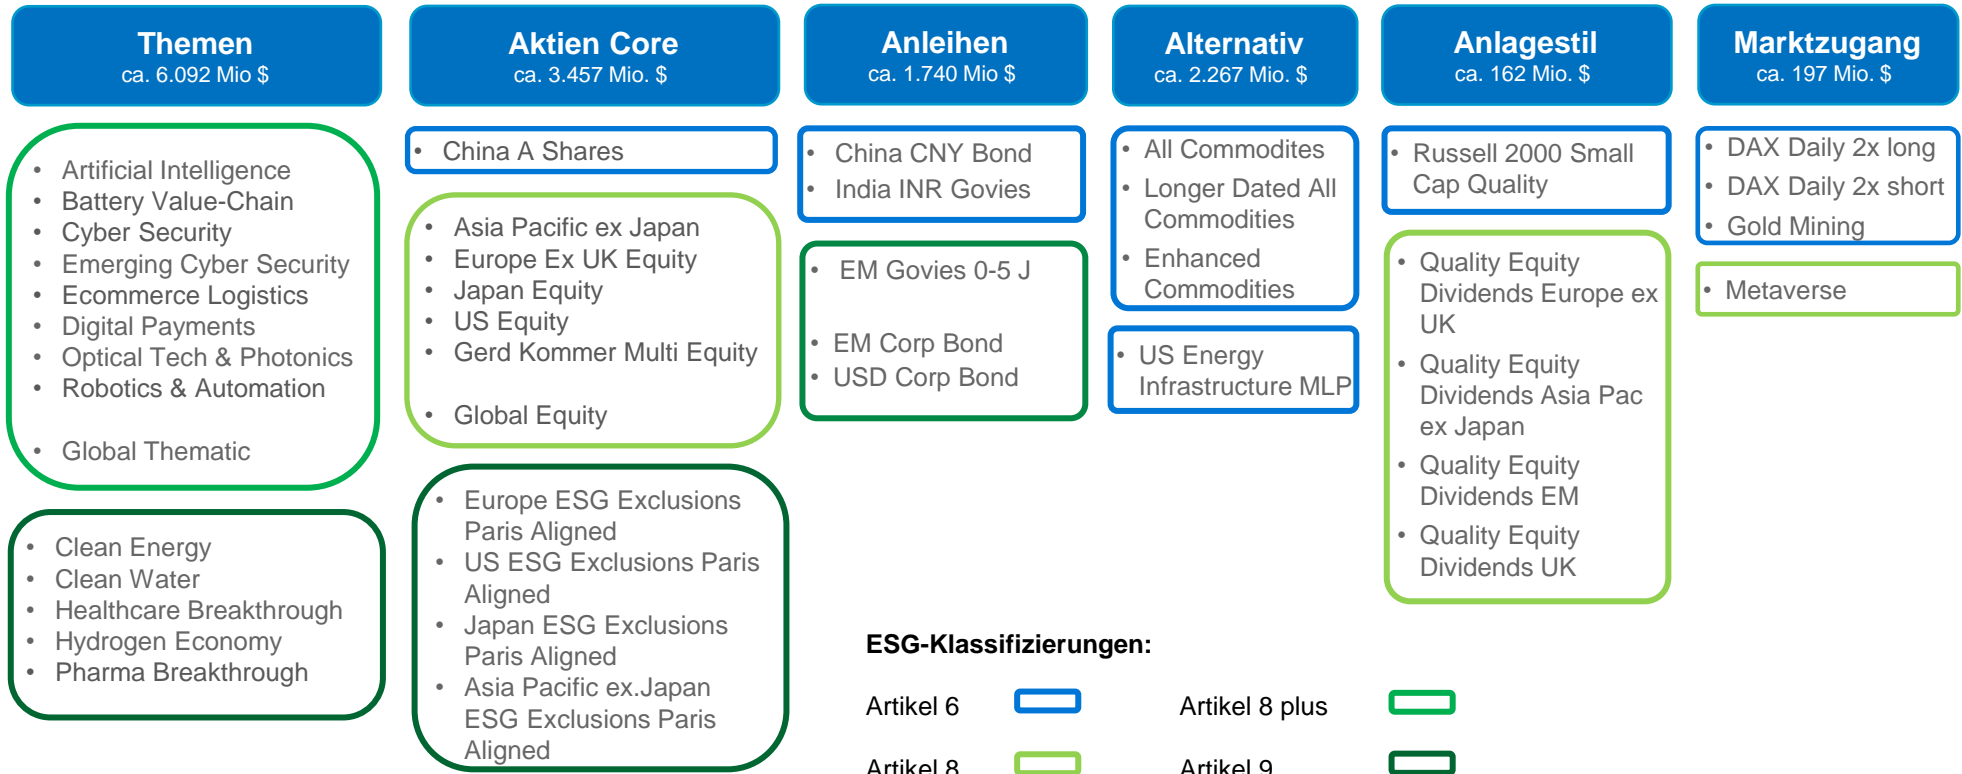 Themen
ca. 6.092 Mio $
• Artificial Intelligence
• Battery Value-Chain
• Cyber Security
• Emerging Cyber Security
• Ecommerce Logistics
• Digital Payments
• Optical Tech & Photonics
• Robotics & Automation
• Global Thematic
• Clean Energy
• Clean Water
• Healthcare Breakthrough
• Hydrogen Economy
• Pharma Breakthrough
Aktien Core
ca. 3.457 Mio. $
• China A Shares
• Asia Pacific ex Japan
• Europe Ex UK Equity
• Japan Equity
• US Equity
• Gerd Kommer Multi Equity
• Global Equity
• Europe ESG Exclusions
Paris Aligned
• US ESG Exclusions Paris
Aligned
• Japan ESG Exclusions
Paris Aligned
• Asia Pacific ex.Japan
ESG Exclusions Paris
Aligned
Anleihen
ca. 1.740 Mio $
• China CNY Bond
• India INR Govies
• EM Govies 0-5 J
• EM Corp Bond
• USD Corp Bond
Alternativ
ca. 2.267 Mio. $
• All Commodites
• Longer Dated All
Commodities
• Enhanced
Commodities
• US Energy
Infrastructure MLP
Anlagestil
ca. 162 Mio. $
• Russell 2000 Small
Cap Quality
• Quality Equity
Dividends Europe ex
UK
• Quality Equity
Dividends Asia Pac
ex Japan
• Quality Equity
Dividends EM
• Quality Equity
Dividends UK
Marktzugang
ca. 197 Mio. $
• DAX Daily 2x long
• DAX Daily 2x short
• Gold Mining
• Metaverse
ESG-Klassifizierungen:
Artikel 6
Artikel 8 plus
Artikel 8
Artikel 9